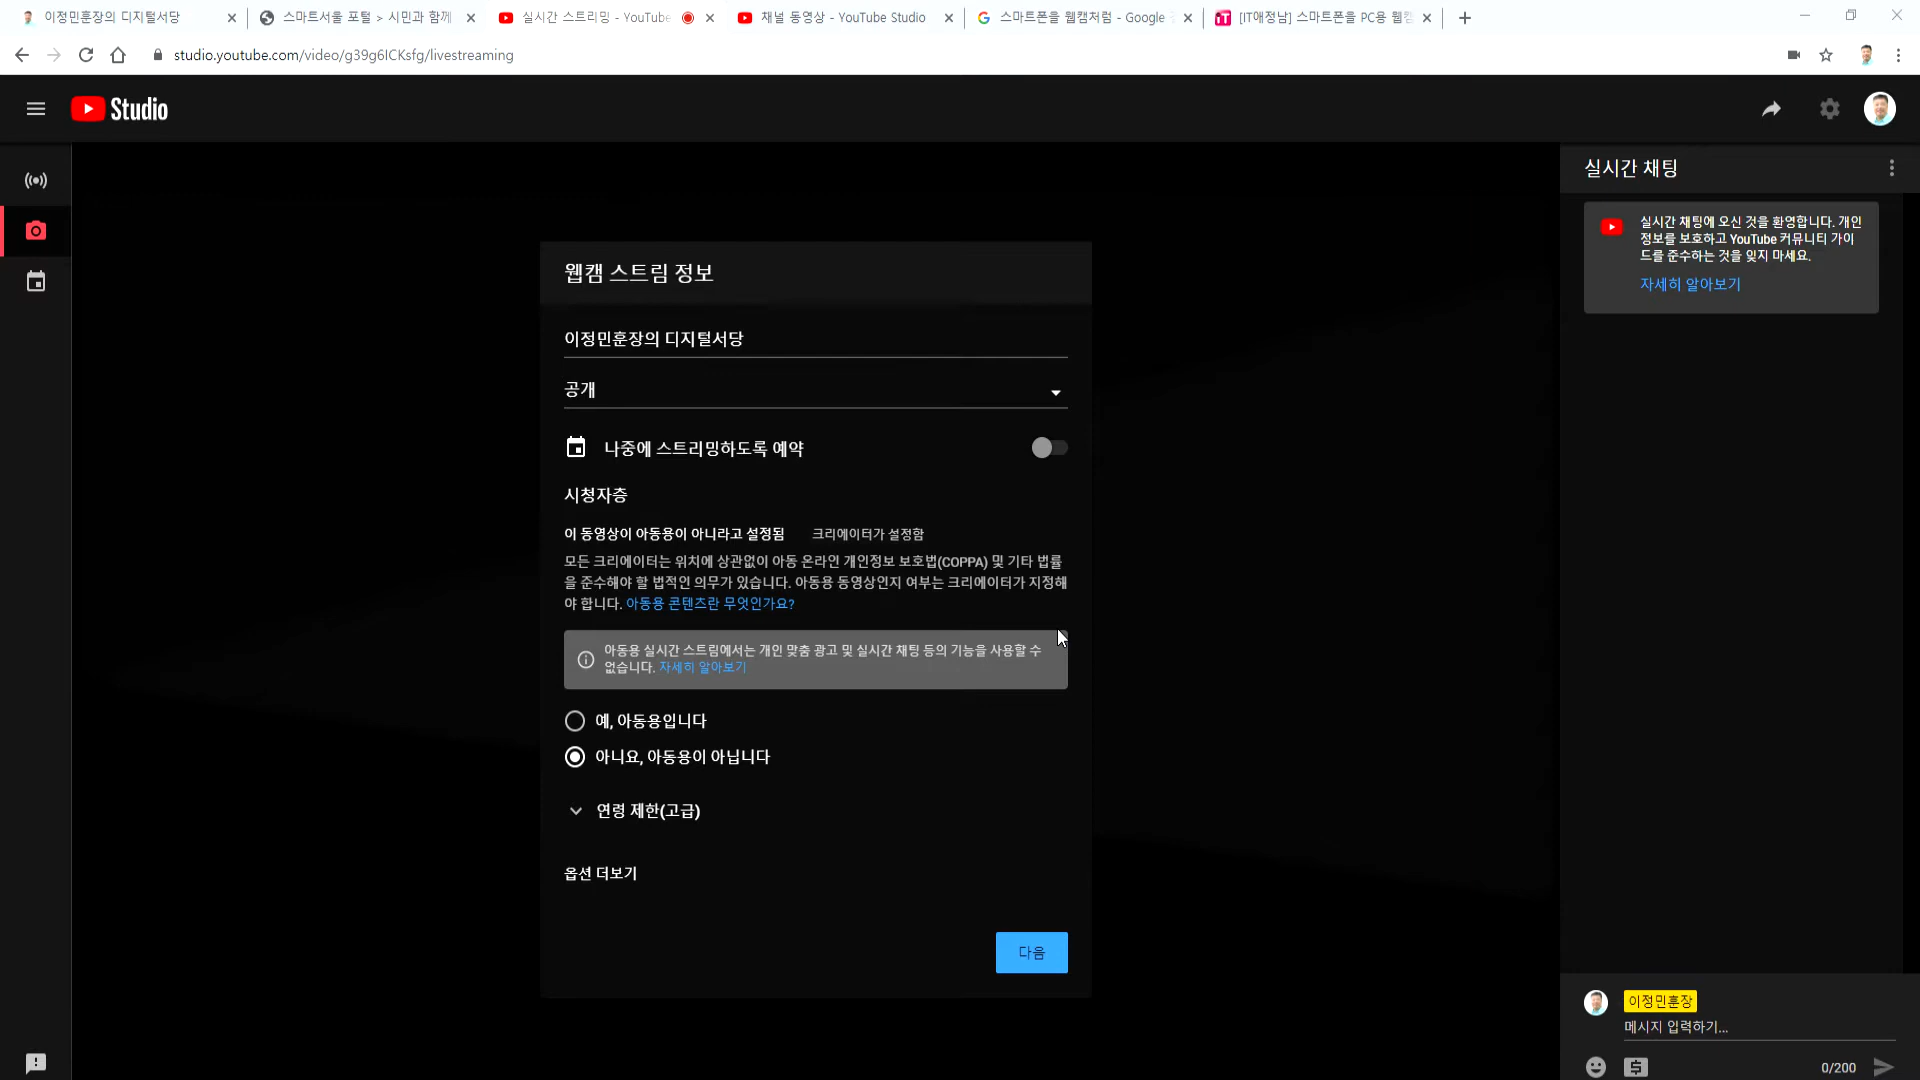 이정민훈장의 디지털서당
스마트서울 포털 > 시민과 함께
실시간 스트리밍 - YouTube
채널 동영상 - YouTube Studio
스마트폰을 웹캠처럼 - Google
[IT애정남] 스마트폰을 PC용 웹캠
studio.youtube.com/video/g39g6ICKsfg/livestreaming
Studio
실시간 채팅
실시간 채팅에 오신 것을 환영합니다. 개인
정보를 보호하고 YouTube 커뮤니티 가이
드를 준수하는 것을 잊지 마세요.
자세히 알아보기
웹캠 스트림 정보
이정민훈장의 디지털서당
공개
나중에 스트리밍하도록 예약
시청자층
이 동영상이 아동용이 아니라고 설정됨 크리에이터가 설정함
모든 크리에이터는 위치에 상관없이 아동 온라인 개인정보 보호법(COPPA) 및 기타 법률
을 준수해야 할 법적인 의무가 있습니다. 아동용 동영상인지 여부는 크리에이터가 지정해
야 합니다. 아동용 콘텐츠란 무엇인가요?
아동용 실시간 스트림에서는 개인 맞춤 광고 및 실시간 채팅 등의 기능을 사용할 수
없습니다. 자세히 알아보기
예, 아동용입니다
아니요, 아동용이 아닙니다
연령 제한(고급)
옵션 더보기
다음
이정민훈장
메시지 입력하기...
0/200